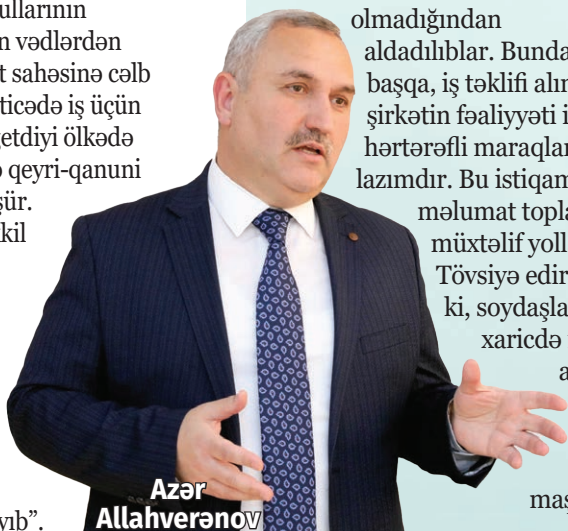 ullarının
n vədlərdən
t sahəsinə cəlb
ticədə iş üçün
getdiyi ölkədə
ə qeyri-qanuni
şür.
kil
yıb”.
olmadığından
aldadılıblar. Bunda
başqa, iş təklifi alın
şirkətin fəaliyyəti i
hərtərəfli maraqlan
lazımdır. Bu istiqam
məlumat topla
müxtəlif yoll
Tövsiyə edir
ki, soydaşla
xaricdə
a
maş
Azər
Allahverənov